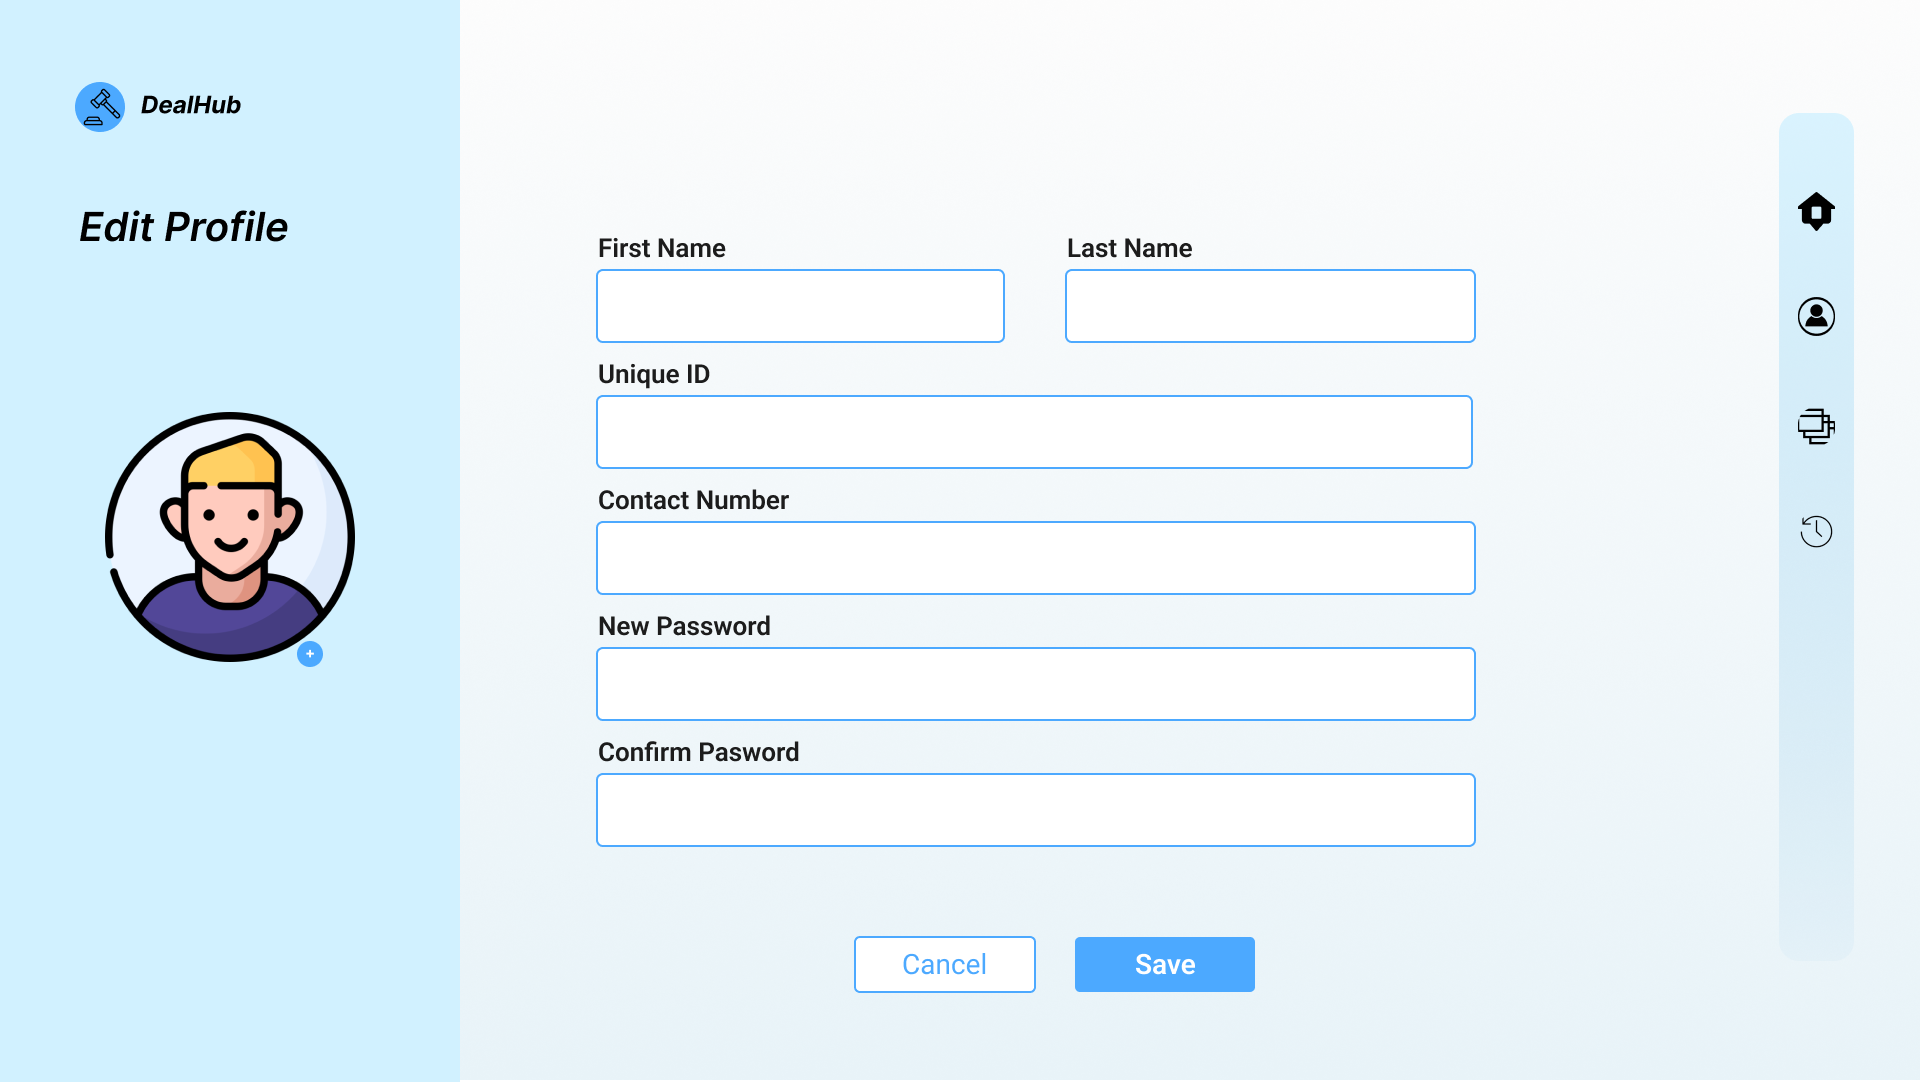 DealHub
Edit Profile
First Name
Last Name
Unique ID
Contact Number
New Password
Confirm Pasword
Cancel
Save